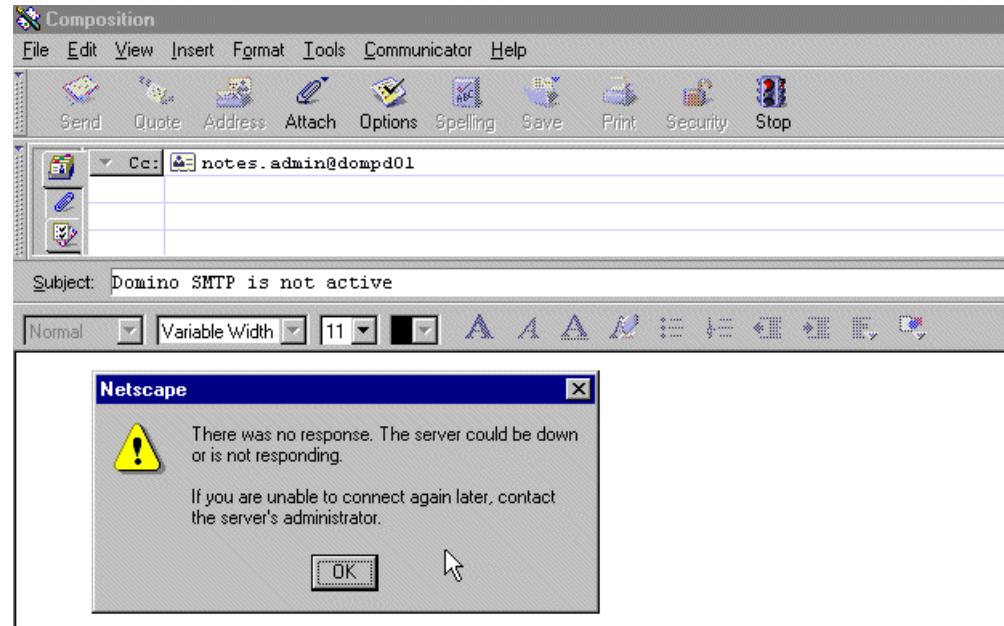 Composition
File Edit View Insert Format Tools Communicator Help
Send Quote Address Attach Options Spelling Save Print Security Stop
Cc: notes.admin@dompd01
Subject: Domino SMTP is not active
Normal Variable Width 11
Netscape
There was no response. The server could be down
or is not responding.
If you are unable to connect again later, contact
the server's administrator.
OK